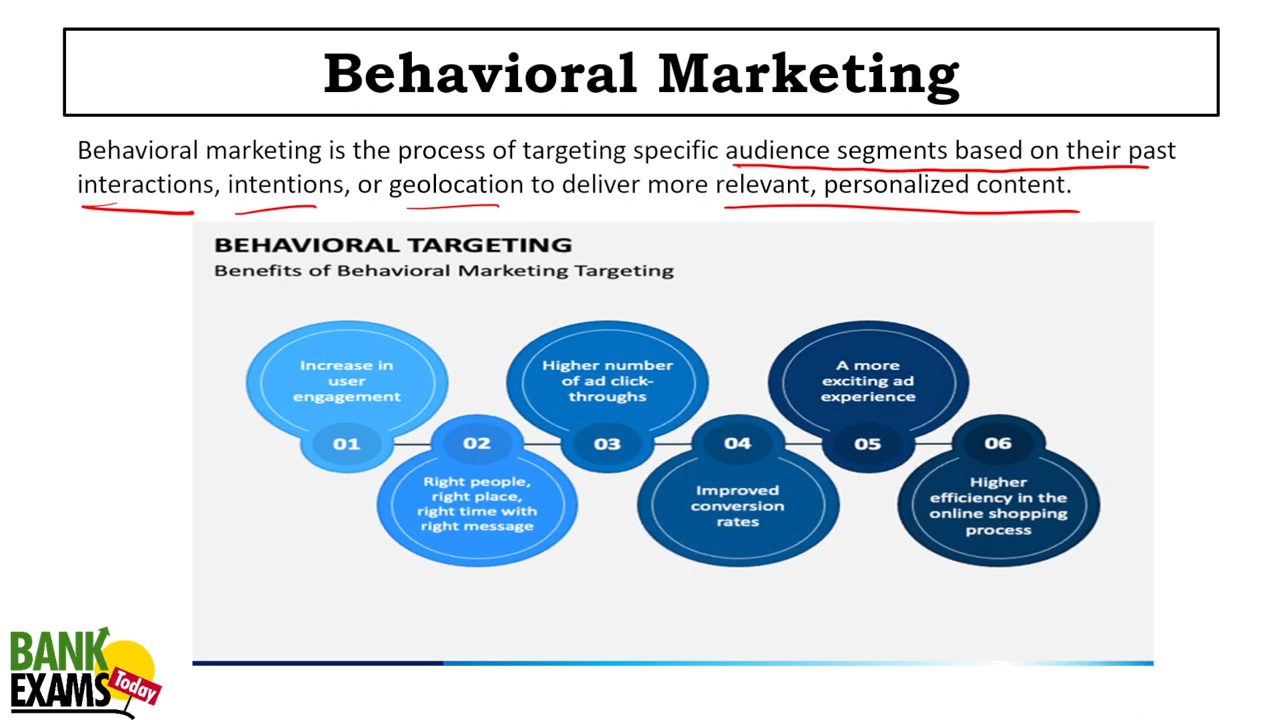 Behavioral Marketing
Behavioral marketing is the process of targeting specific audience segments based on their past
interactions, intentions, or geolocation to deliver more relevant, personalized content.
BEHAVIORAL TARGETING
Benefits of Behavioral Marketing Targeting
Increase in
user
engagement
01
02
Right people,
right place,
right time with
right message
Higher number
of ad click-
throughs
03
04
Improved
conversion
rates
A more
exciting ad
experience
05
06
Higher
efficiency in the
online shopping
process
BANK
EXAMS
Today